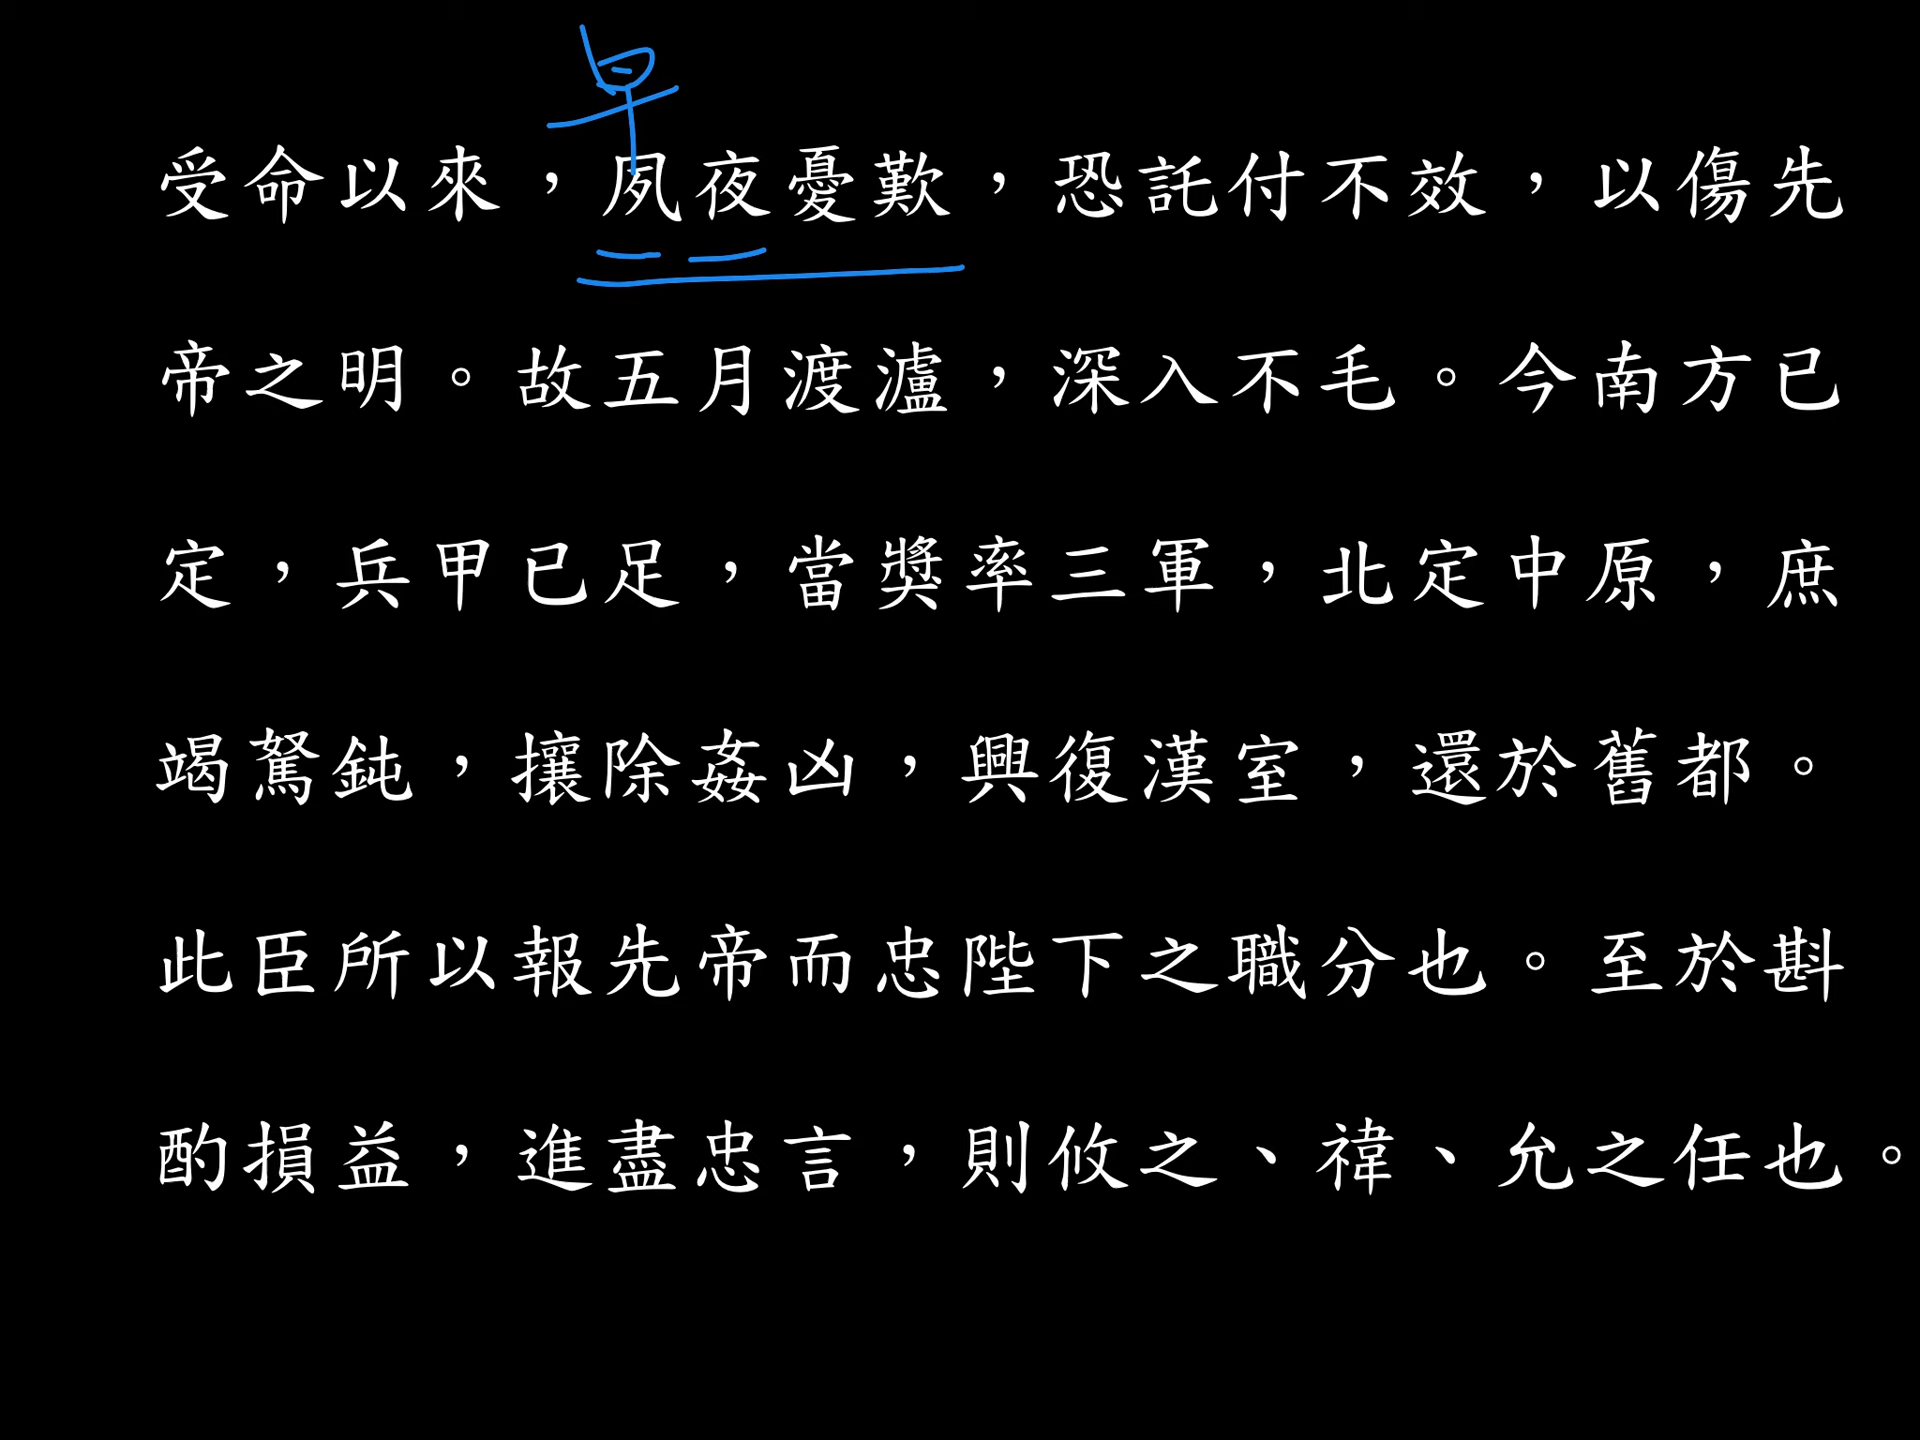 早
受命以來，夙夜憂歎，恐託付不效，以傷先
帝之明。故五月渡瀘，深入不毛。今南方已
定，兵甲已足，當獎率三軍，北定中原，庶
竭駑鈍，攘除姦凶，興復漢室，還於舊都。
此臣所以報先帝而忠陛下之職分也。至於斟
酌損益，進盡忠言，則攸之、禕、允之任也。